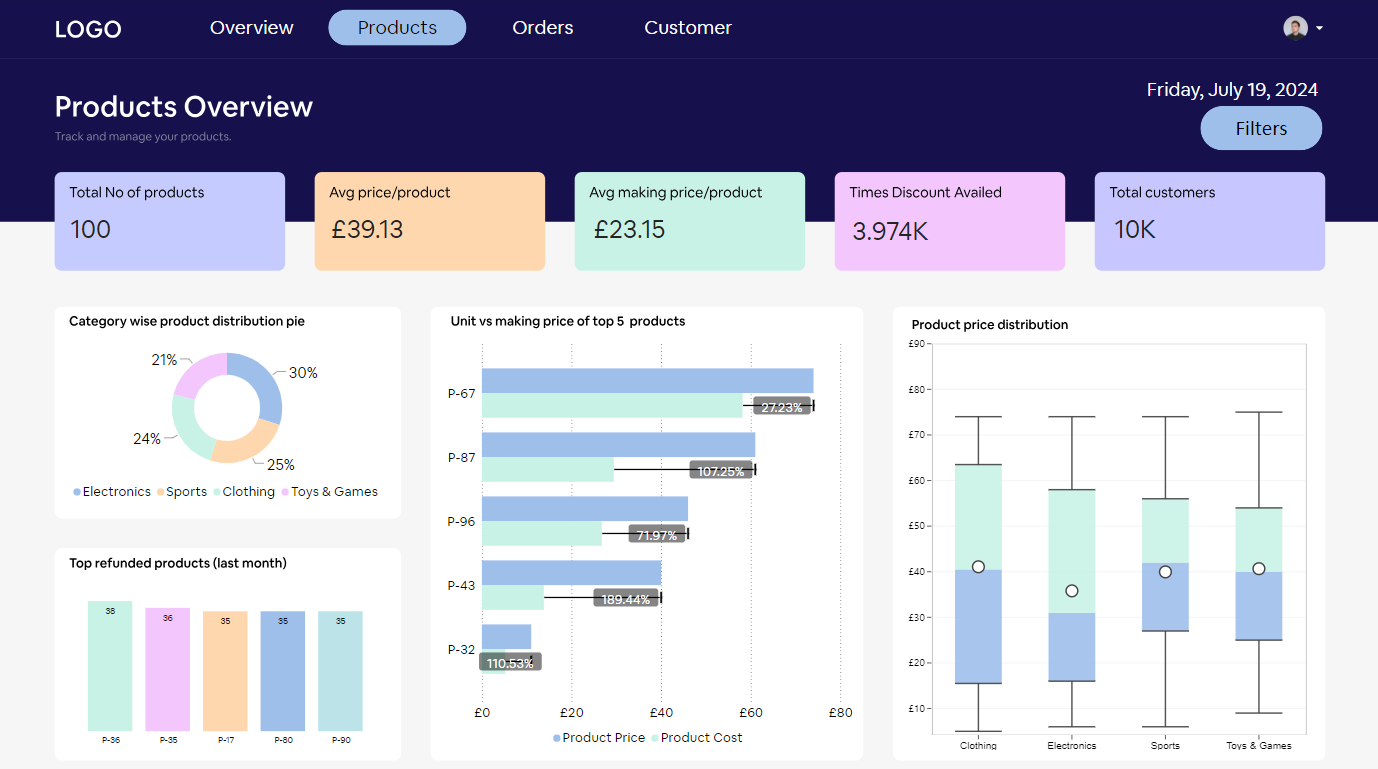 LOGO
Overview
Products
Orders
Customer
Products Overview
Track and manage your products.
Friday, July 19, 2024
Filters
Total No of products
100
Avg price/product
£39.13
Avg making price/product
£23.15
Times Discount Availed
3.974K
Total customers
10K
Category wise product distribution pie
21%
30%
24%
25%
Electronics
Sports
Clothing
Toys & Games
Top refunded products (last month)
38
36
35
35
35
P-36
P-35
P-17
P-80
P-90
Unit vs making price of top 5 products
P-67
27.23%
P-87
107.25%
P-96
71.97%
P-43
189.44%
P-32
110.53%
£0
£20
£40
£60
£80
Product Price
Product Cost
Product price distribution
£90
£80
£70
£60
£50
£40
£30
£20
£10
Clothing
Electronics
Sports
Toys & Games